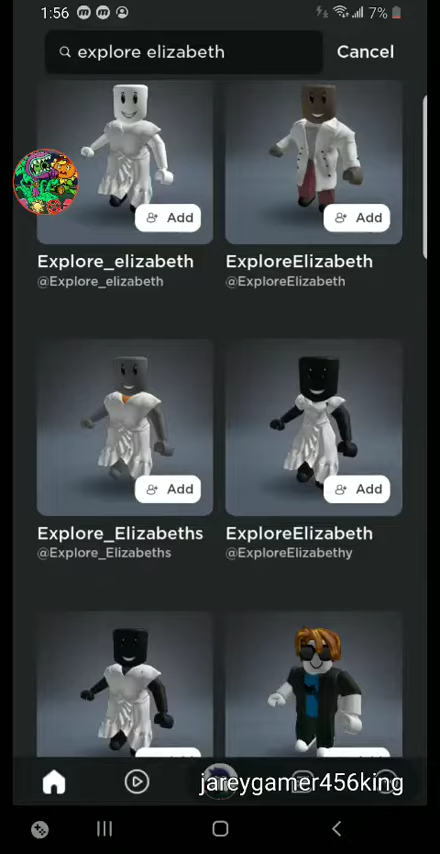 1:56
7%
explore elizabeth
Cancel
Add
Add
Explore_elizabeth
ExploreElizabeth
@Explore_elizabeth
@ExploreElizabeth
Add
Add
Explore_Elizabeths
ExploreElizabeth
@Explore_Elizabeths
@ExploreElizabethy
jareygamer456king